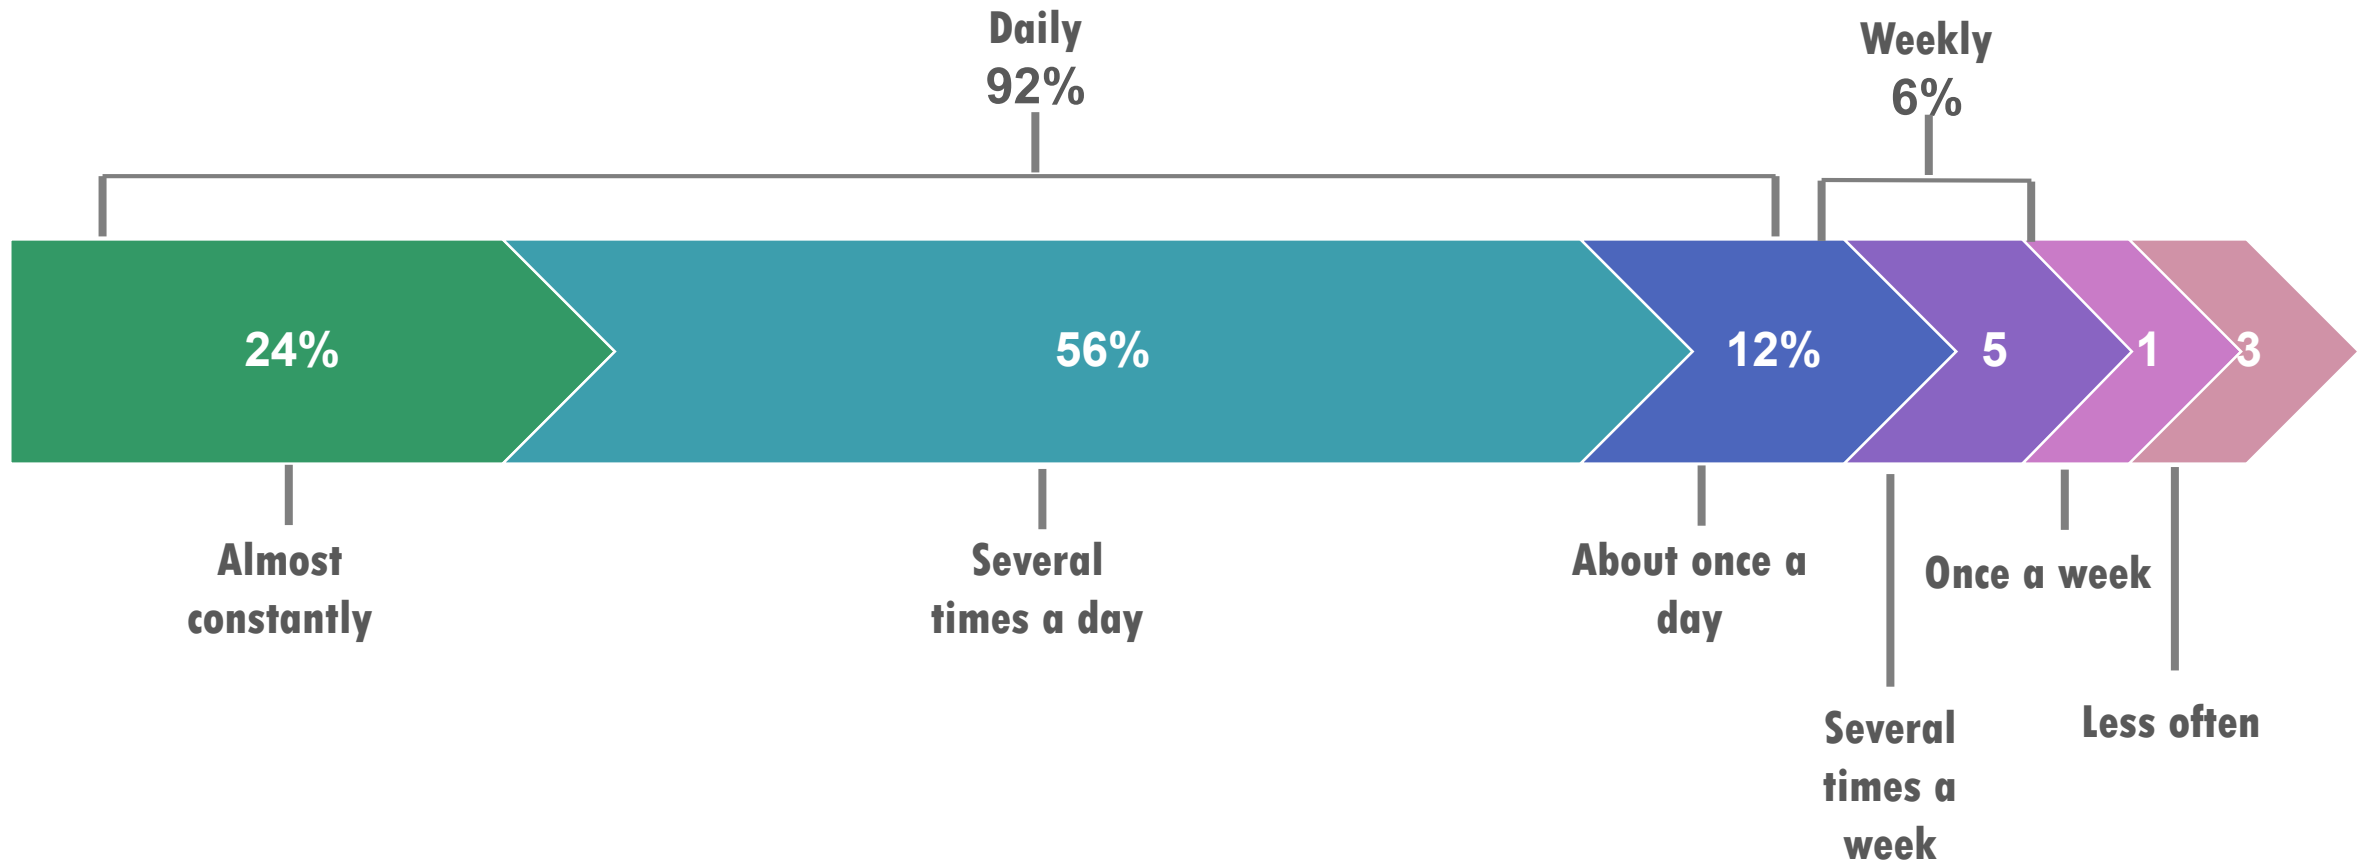 Daily
92%
Weekly
6%
24%
56%
12%
5
1
3
Almost
constantly
Several
times a day
About once a
day
Several
times a
week
Once a week
Less often